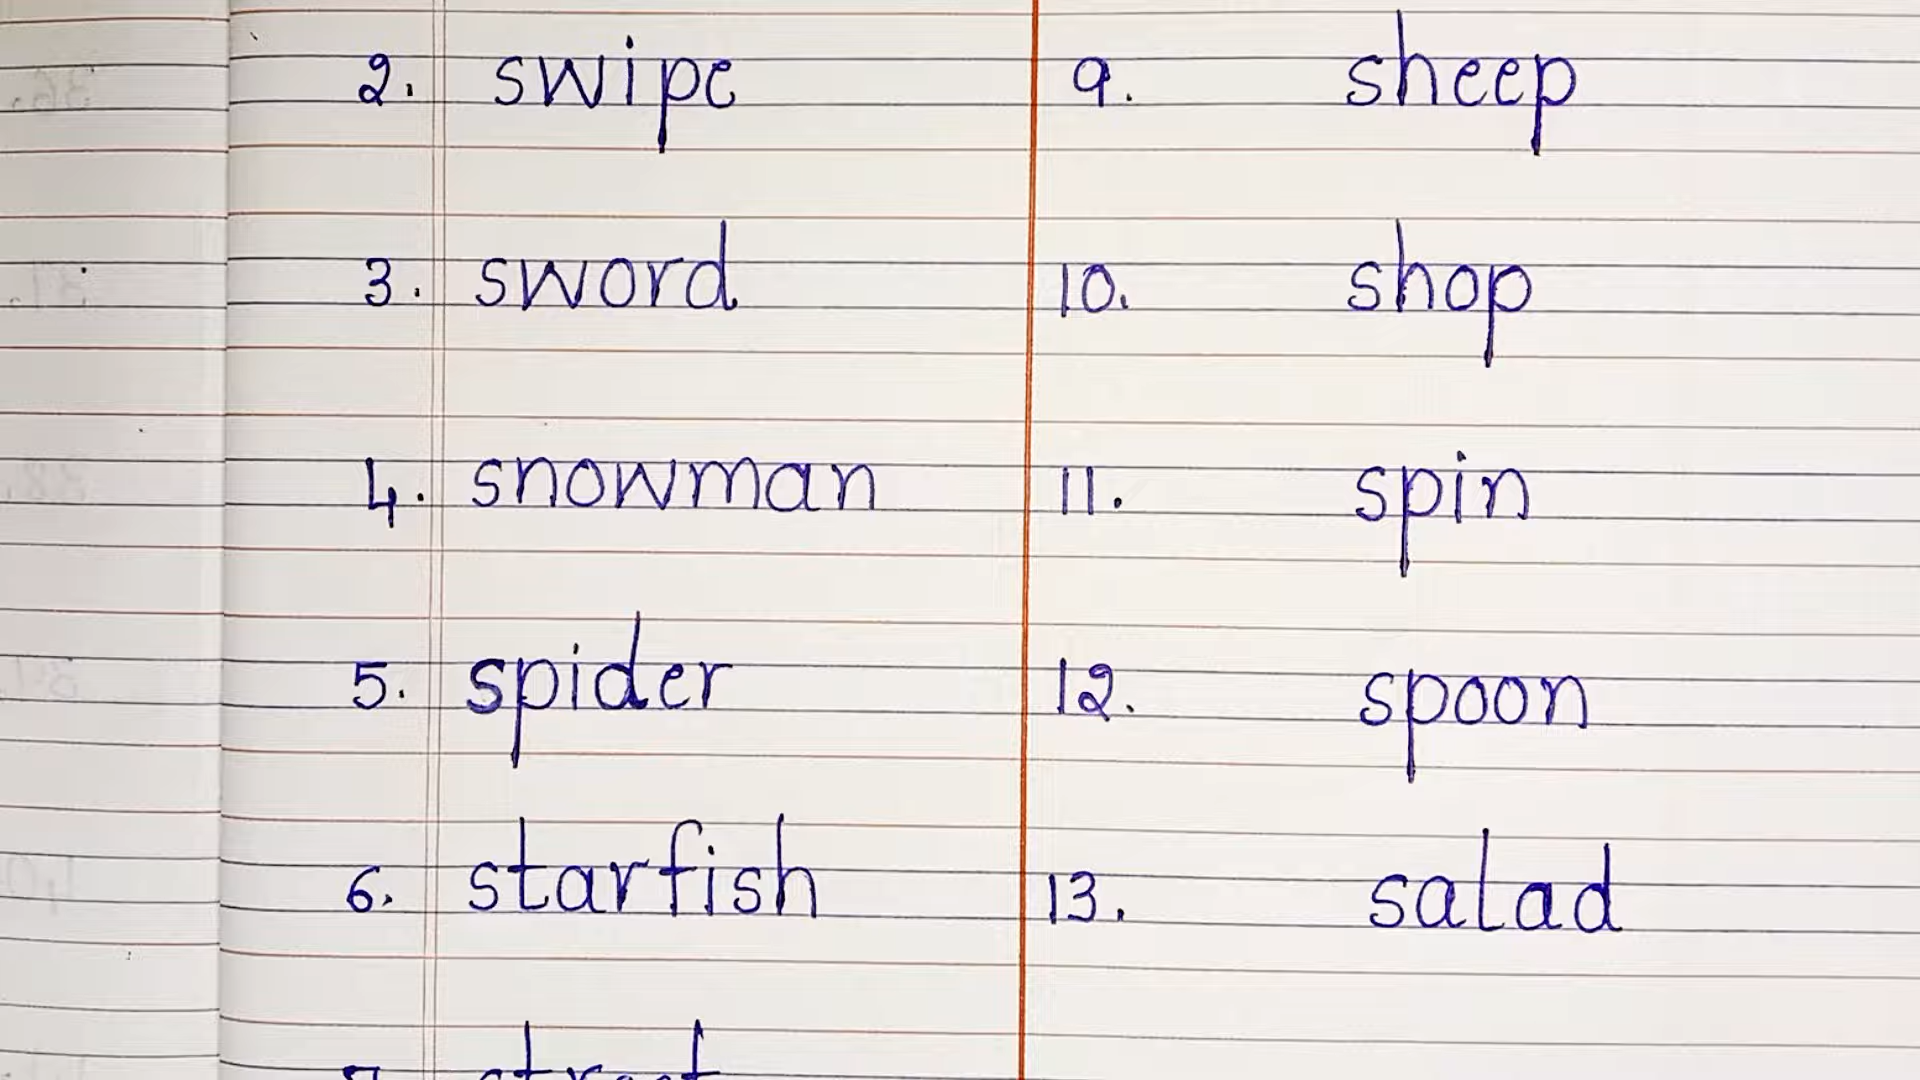 2. swipe
3. sword
4. snowman
5. spider
6. starfish
9. sheep
10. shop
11. spin
12. spoon
13. salad